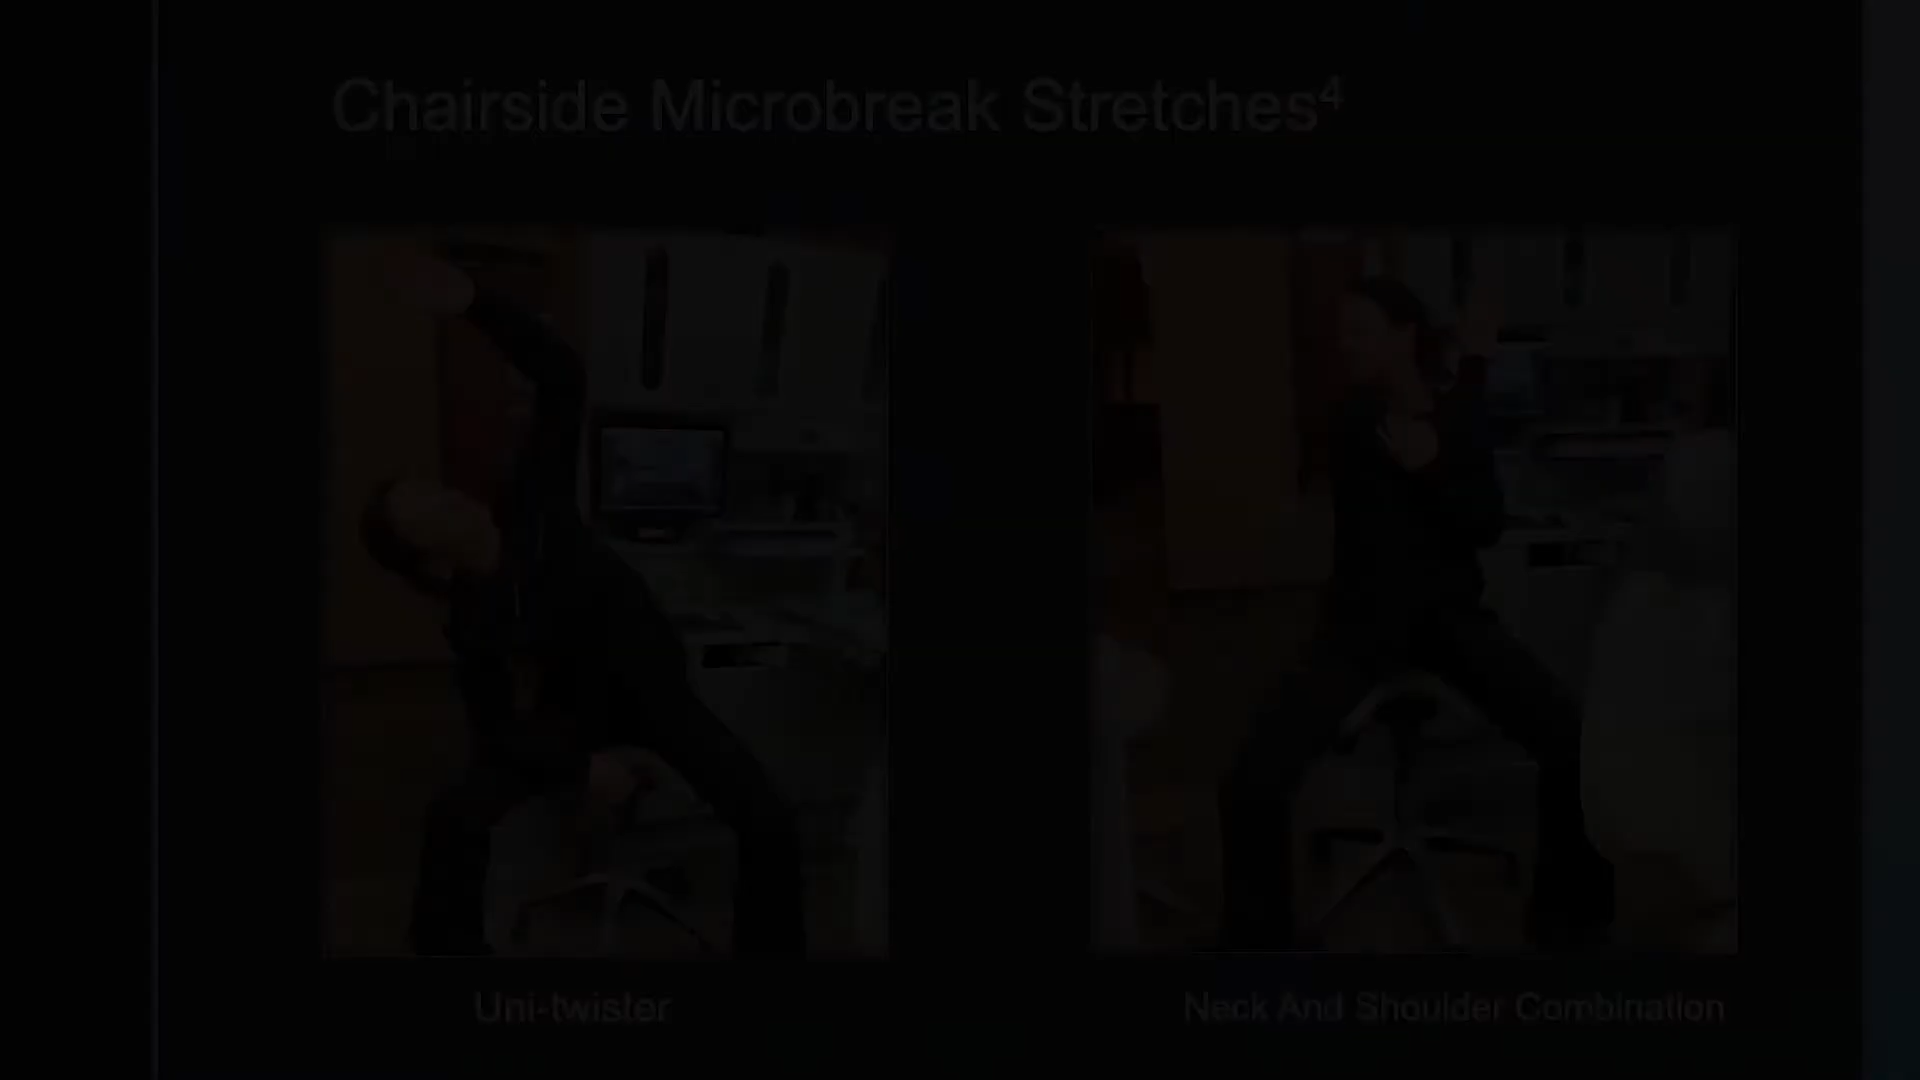 Chairside Microbreak Stretches⁴
Uni-twister
Neck And Shoulder Combination